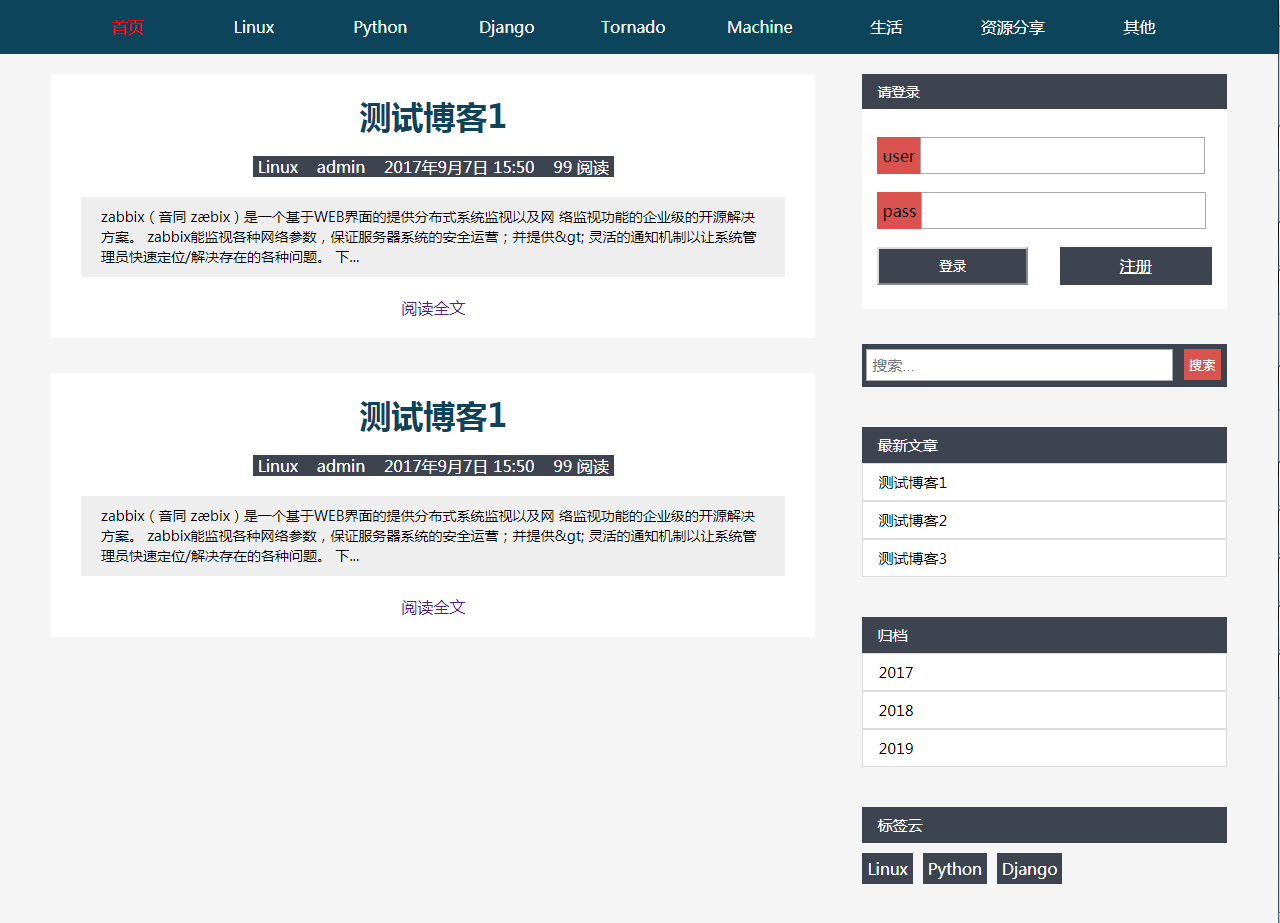 首页 Linux Python Django Tornado Machine 生活 资源分享 其他
测试博客1
Linux admin 2017年9月7日 15:50 99 阅读
zabbix（音同 zæbix）是一个基于WEB界面的提供分布式系统监视以及网 络监视功能的企业级的开源解决
方案。 zabbix能监视各种网络参数，保证服务器系统的安全运营；并提供&gt; 灵活的通知机制以让系统管
理员快速定位/解决存在的各种问题。 下...
阅读全文
测试博客1
Linux admin 2017年9月7日 15:50 99 阅读
zabbix（音同 zæbix）是一个基于WEB界面的提供分布式系统监视以及网 络监视功能的企业级的开源解决
方案。 zabbix能监视各种网络参数，保证服务器系统的安全运营；并提供&gt; 灵活的通知机制以让系统管
理员快速定位/解决存在的各种问题。 下...
阅读全文
请登录
user
pass
登录 注册
搜索... 搜索
最新文章
测试博客1
测试博客2
测试博客3
归档
2017
2018
2019
标签云
Linux Python Django